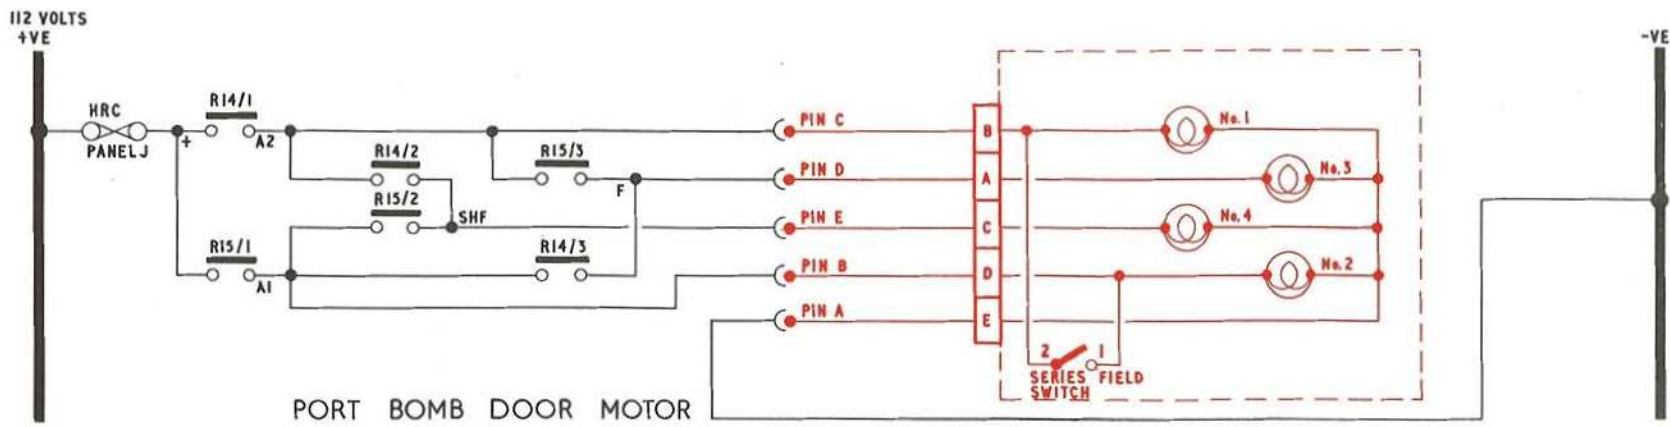 112 VOLTS
+VE
-VE
HRC
PANEL J
R14/1
+
A2
R14/2
R15/3
F
R15/2
SHF
R15/1
A1
R14/3
PIN C
PIN D
PIN E
PIN B
PIN A
B
A
C
D
E
No.1
No.3
No.4
No.2
2
1
SERIES FIELD
SWITCH
PORT BOMB DOOR MOTOR